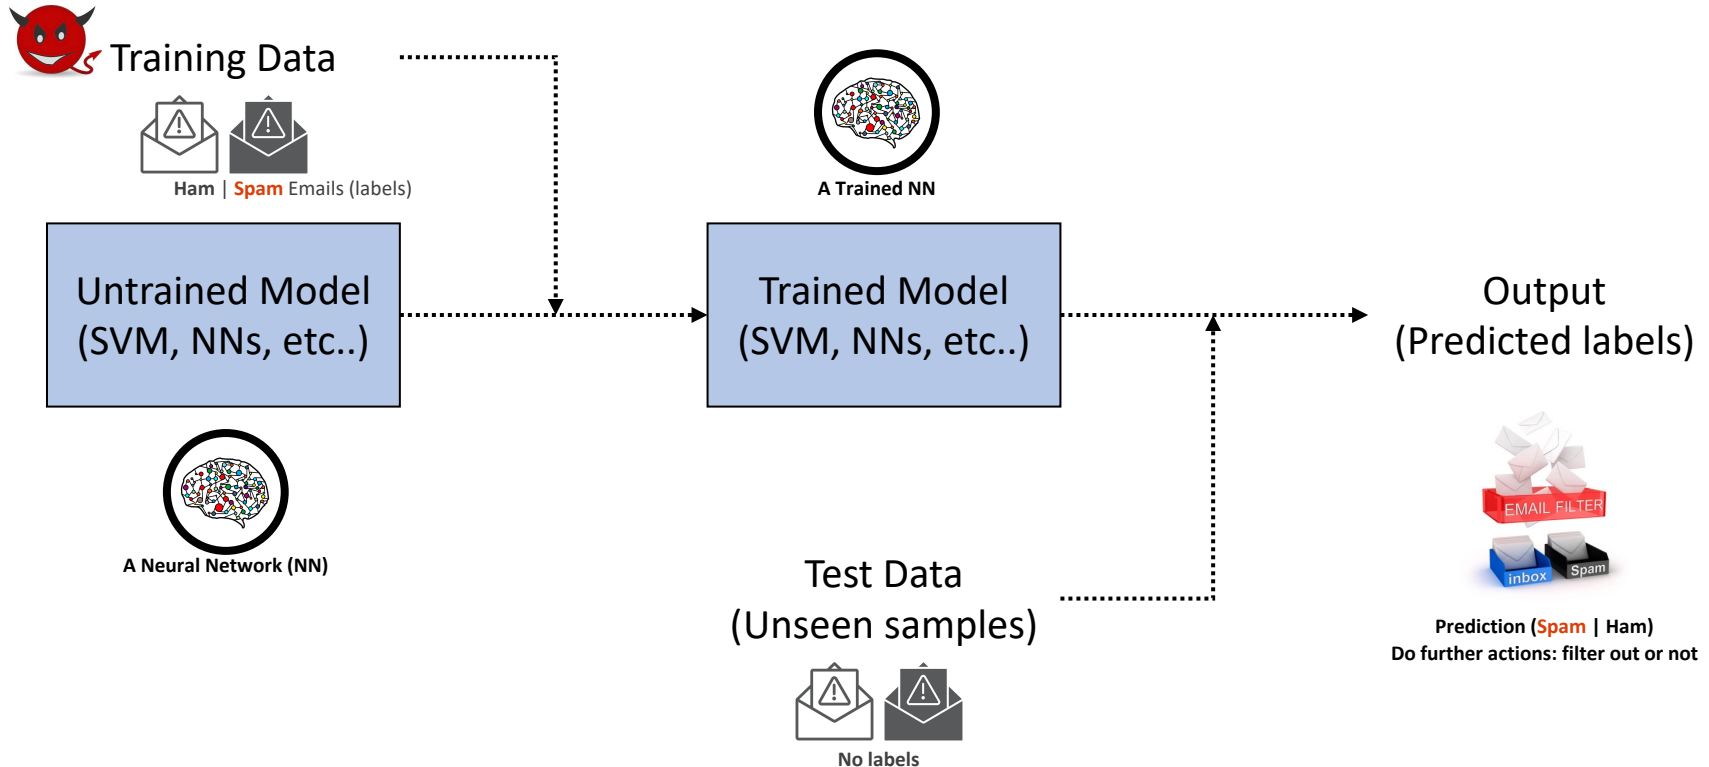 Training Data
Ham | Spam Emails (labels)
A Trained NN
Untrained Model
(SVM, NNs, etc..)
Trained Model
(SVM, NNs, etc..)
Output
(Predicted labels)
A Neural Network (NN)
EMAIL FILTER
inbox
Spam
Test Data
(Unseen samples)
Prediction (Spam | Ham)
Do further actions: filter out or not
No labels